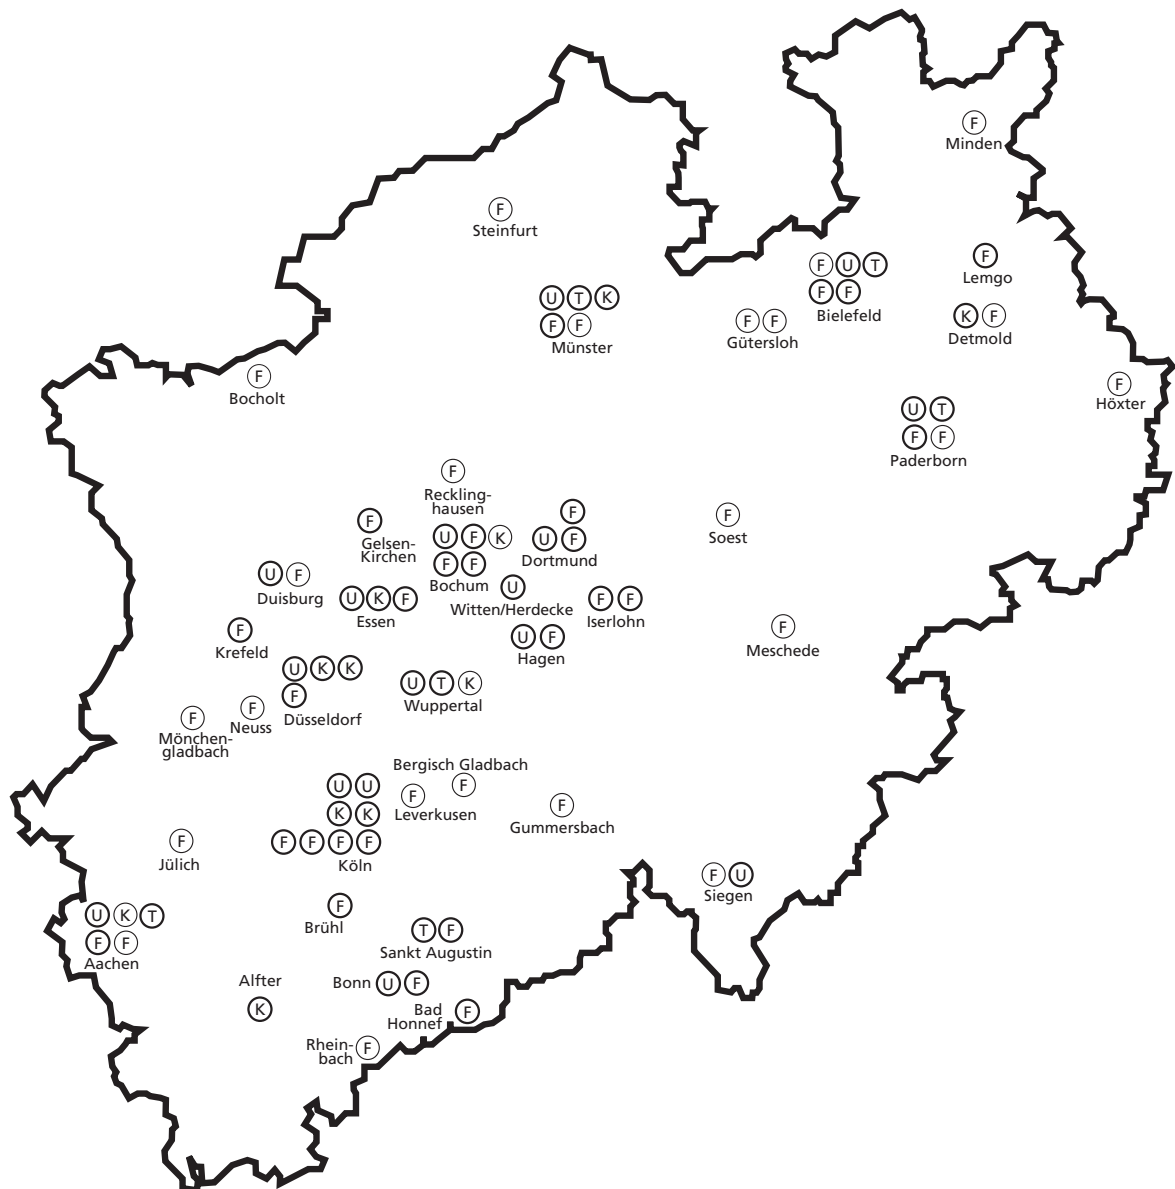 F
Minden
F
Steinfurt
F
Lemgo
F U T
F F
Bielefeld
U T K
F F
Münster
F F
Gütersloh
K F
Detmold
F
Bocholt
F
Höxter
U T
F F
Paderborn
F
Reckling-
hausen
F
Gelsen-
Kirchen
U F K
F F
Bochum
F
U F
Dortmund
F
Soest
U F
Duisburg
U K F
Essen
U
Witten/Herdecke
F F
Iserlohn
F
Krefeld
U F
Hagen
F
Meschede
U K K
F
Düsseldorf
U T K
Wuppertal
F
Neuss
F
Mönchen-
gladbach
Bergisch Gladbach
F
F
Leverkusen
U U
K K
F F F F
Köln
F
Gummersbach
F
Jülich
F U
Siegen
U K T
F F
Aachen
F
Brühl
T F
Sankt Augustin
Alfter
K
Bonn U F
Bad
Honnef F
Rhein-
bach F